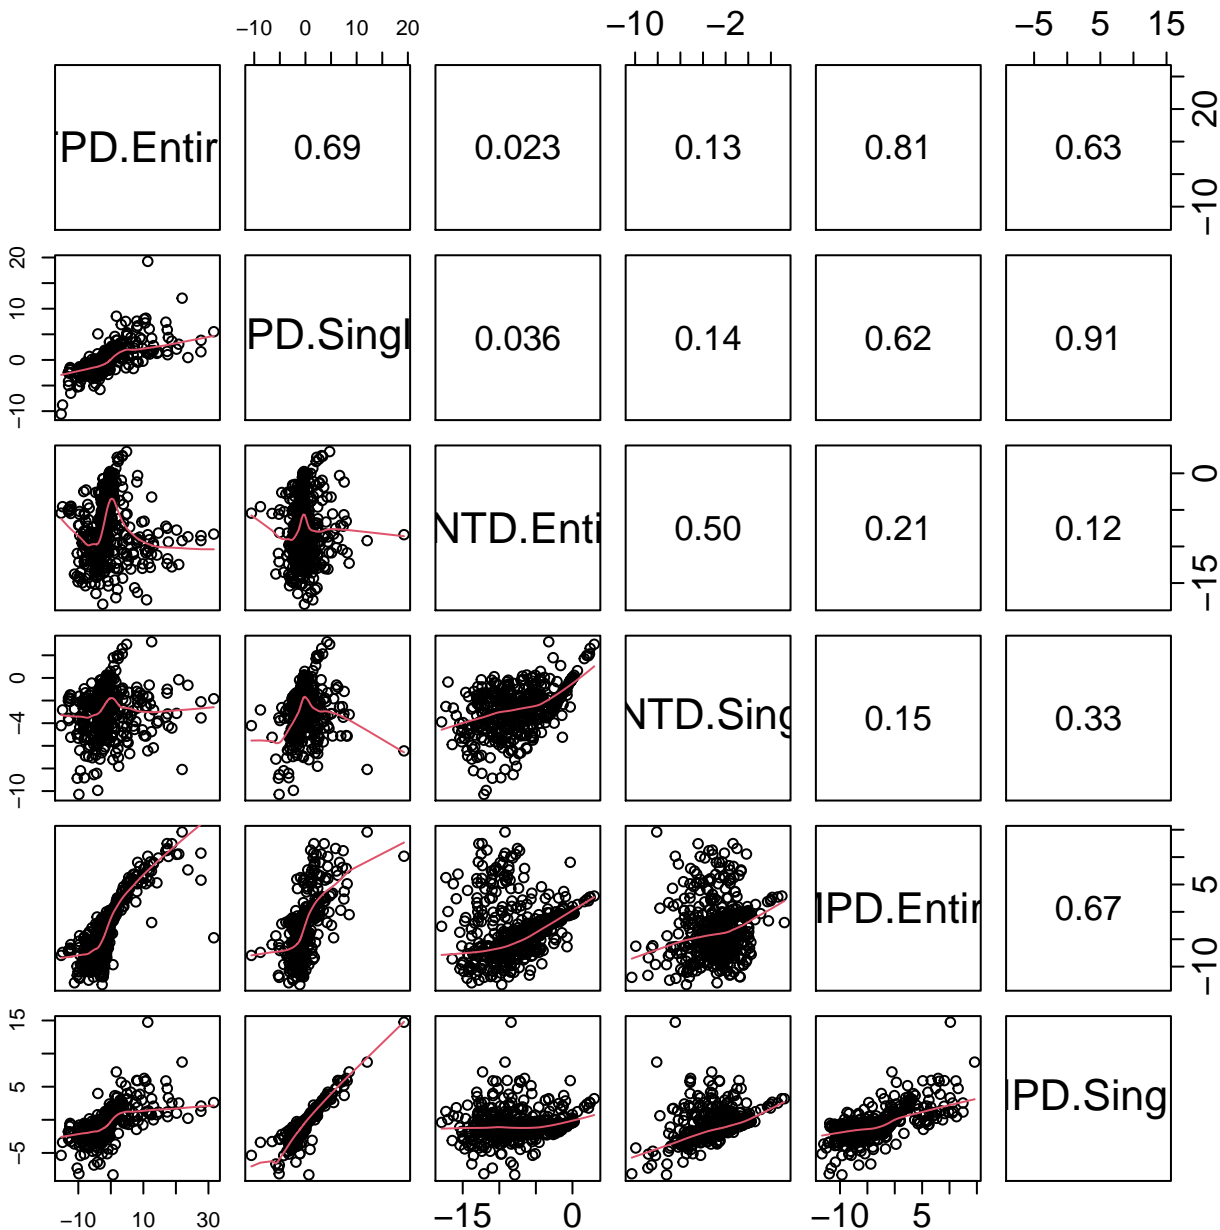 −10 0 20 −10 −2 −5 5 15
PD.Entir 0.69 0.023 0.13 0.81 0.63 −10 20
−10 0 10 20 PD.Singl 0.036 0.14 0.62 0.91
NTD.Enti 0.50 0.21 0.12 −15 0
−10 −4 0 NTD.Sing 0.15 0.33
MPD.Entir 0.67 −10 5
−5 5 15 MPD.Sing
−10 10 30 −15 0 −10 5